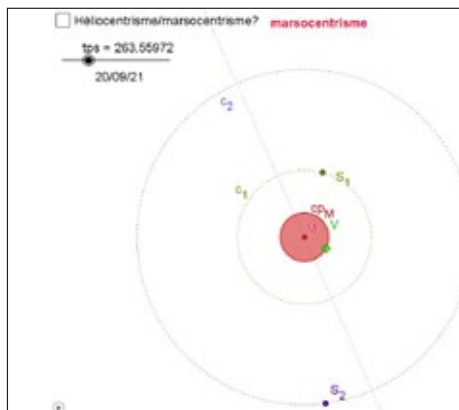 Héliocentrisme/marsocentrisme? marsocentrisme
tps = 263.55972
20/09/21
c2
S1
c1
cpM
M V
S2